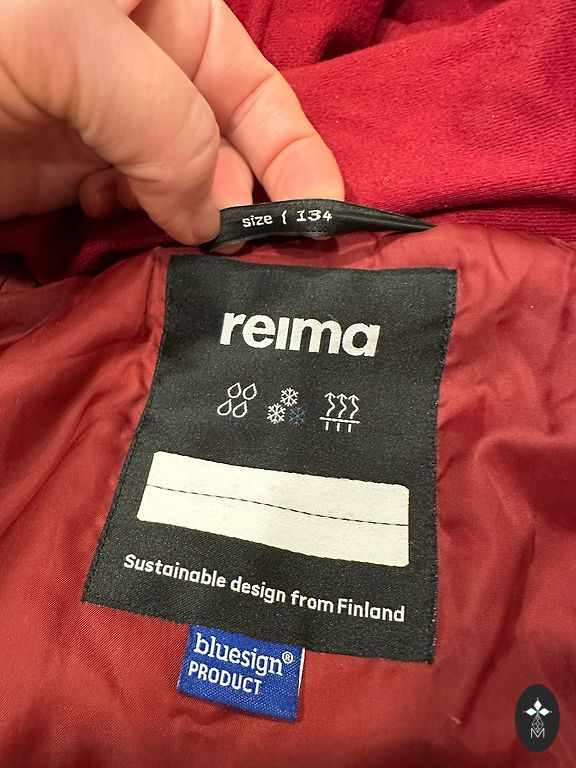 size ( 134
reima
Sustainable design from Finland
bluesign®
PRODUCT
M